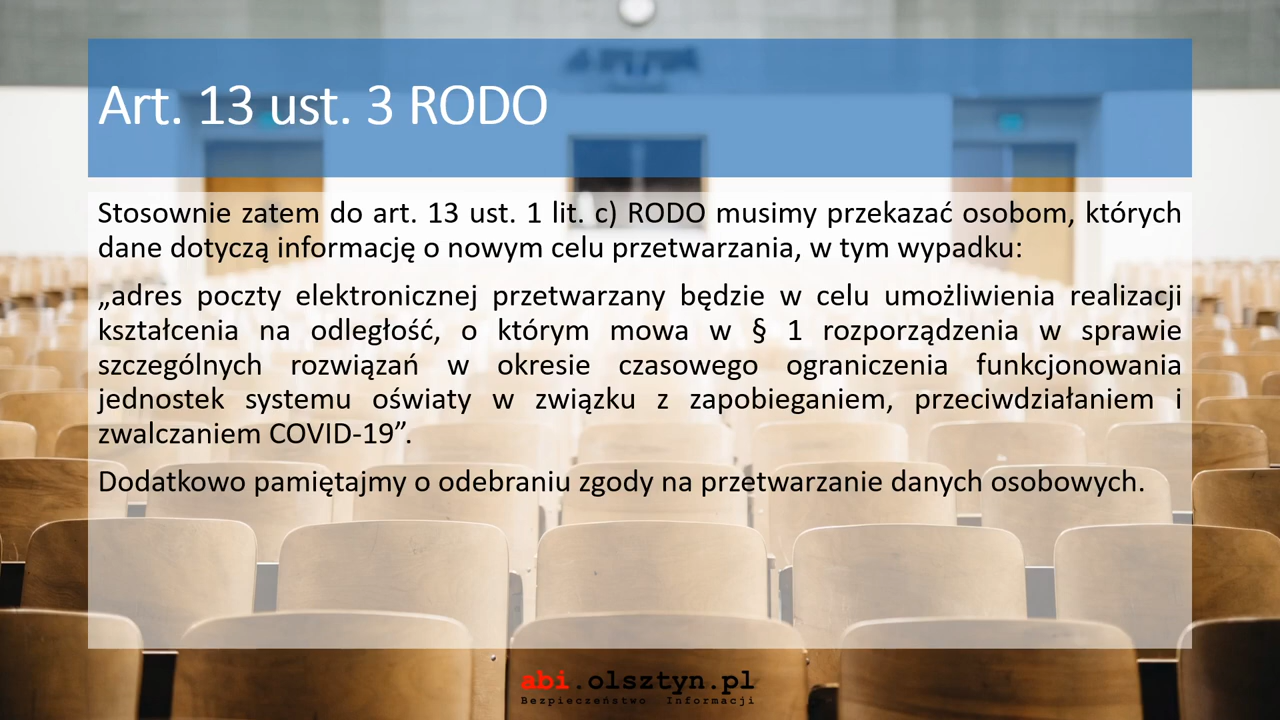 Art. 13 ust. 3 RODO
Stosownie zatem do art. 13 ust. 1 lit. c) RODO musimy przekazać osobom, których
dane dotyczą informację o nowym celu przetwarzania, w tym wypadku:
„adres poczty elektronicznej przetwarzany będzie w celu umożliwienia realizacji
kształcenia na odległość, o którym mowa w § 1 rozporządzenia w sprawie
szczególnych rozwiązań w okresie czasowego ograniczenia funkcjonowania
jednostek systemu oświaty w związku z zapobieganiem, przeciwdziałaniem i
zwalczaniem COVID-19”.
Dodatkowo pamiętajmy o odebraniu zgody na przetwarzanie danych osobowych.
abi.olsztyn.pl
Bezpieczeństwo Informacji